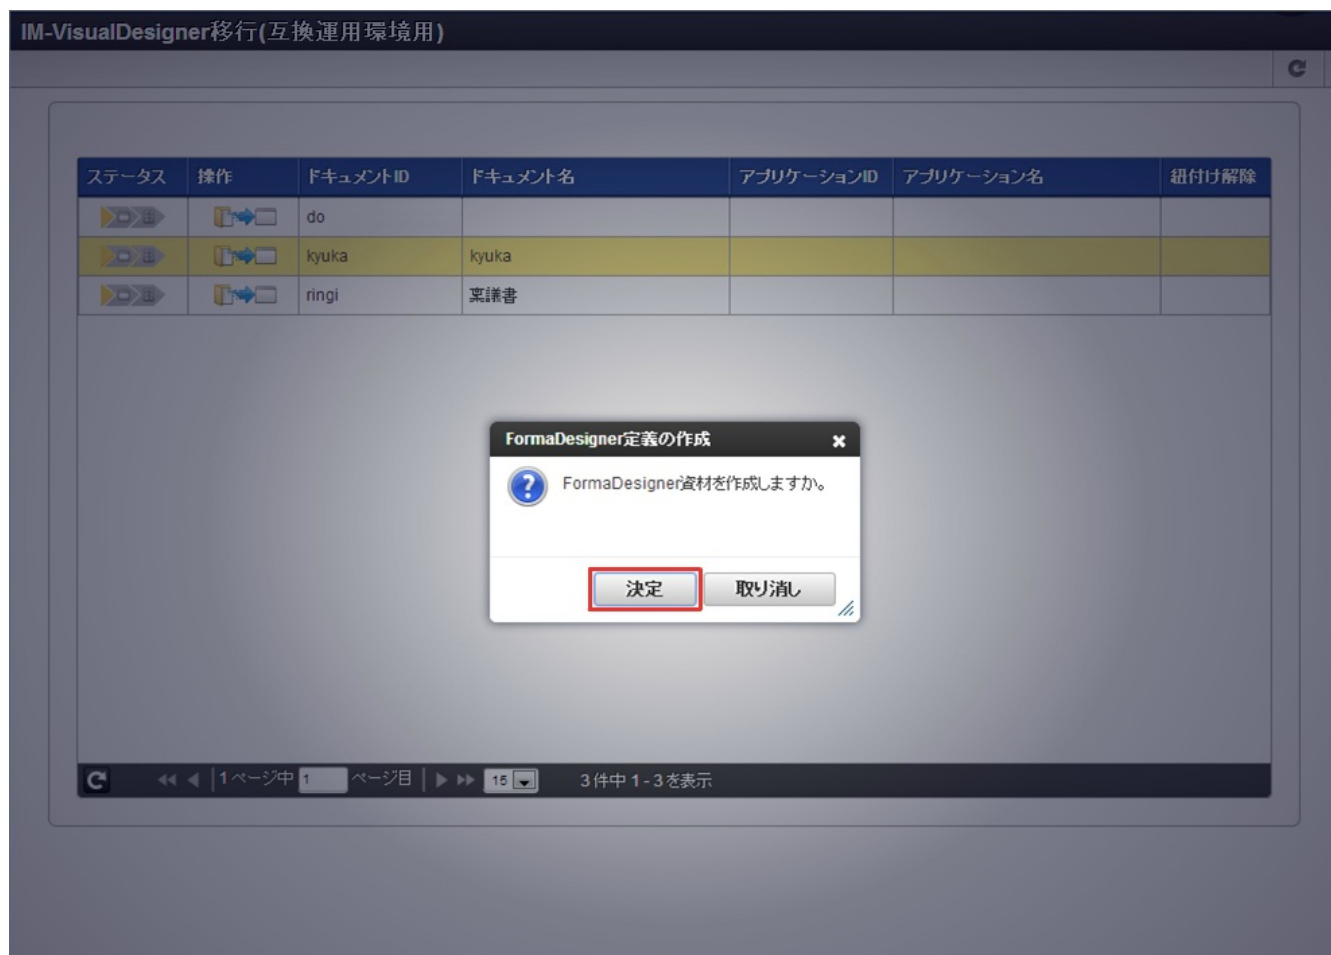 IM-VisualDesigner移行(互換運用環境用)
ステータス 操作 ドキュメントID ドキュメント名 アプリケーションID アプリケーション名 紐付け解除
do
kyuka kyuka
ringi 稟議書
FormaDesigner定義の作成
FormaDesigner資材を作成しますか。
決定 取り消し
1ページ中 1 ページ目 15 3件中 1 - 3 を表示